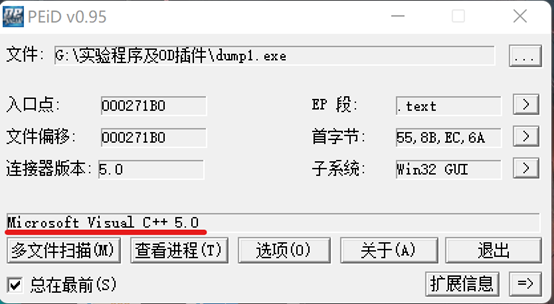 PEiD v0.95
文件: G:\实验程序及OD插件\dump1.exe ...
入口点: 000271B0 EP 段: .text >
文件偏移: 000271B0 首字节: 55,8B,EC,6A >
连接器版本: 5.0 子系统: Win32 GUI >
Microsoft Visual C++ 5.0
多文件扫描(M) 查看进程(T) 选项(O) 关于(A) 退出
总在最前(S) 扩展信息 =>